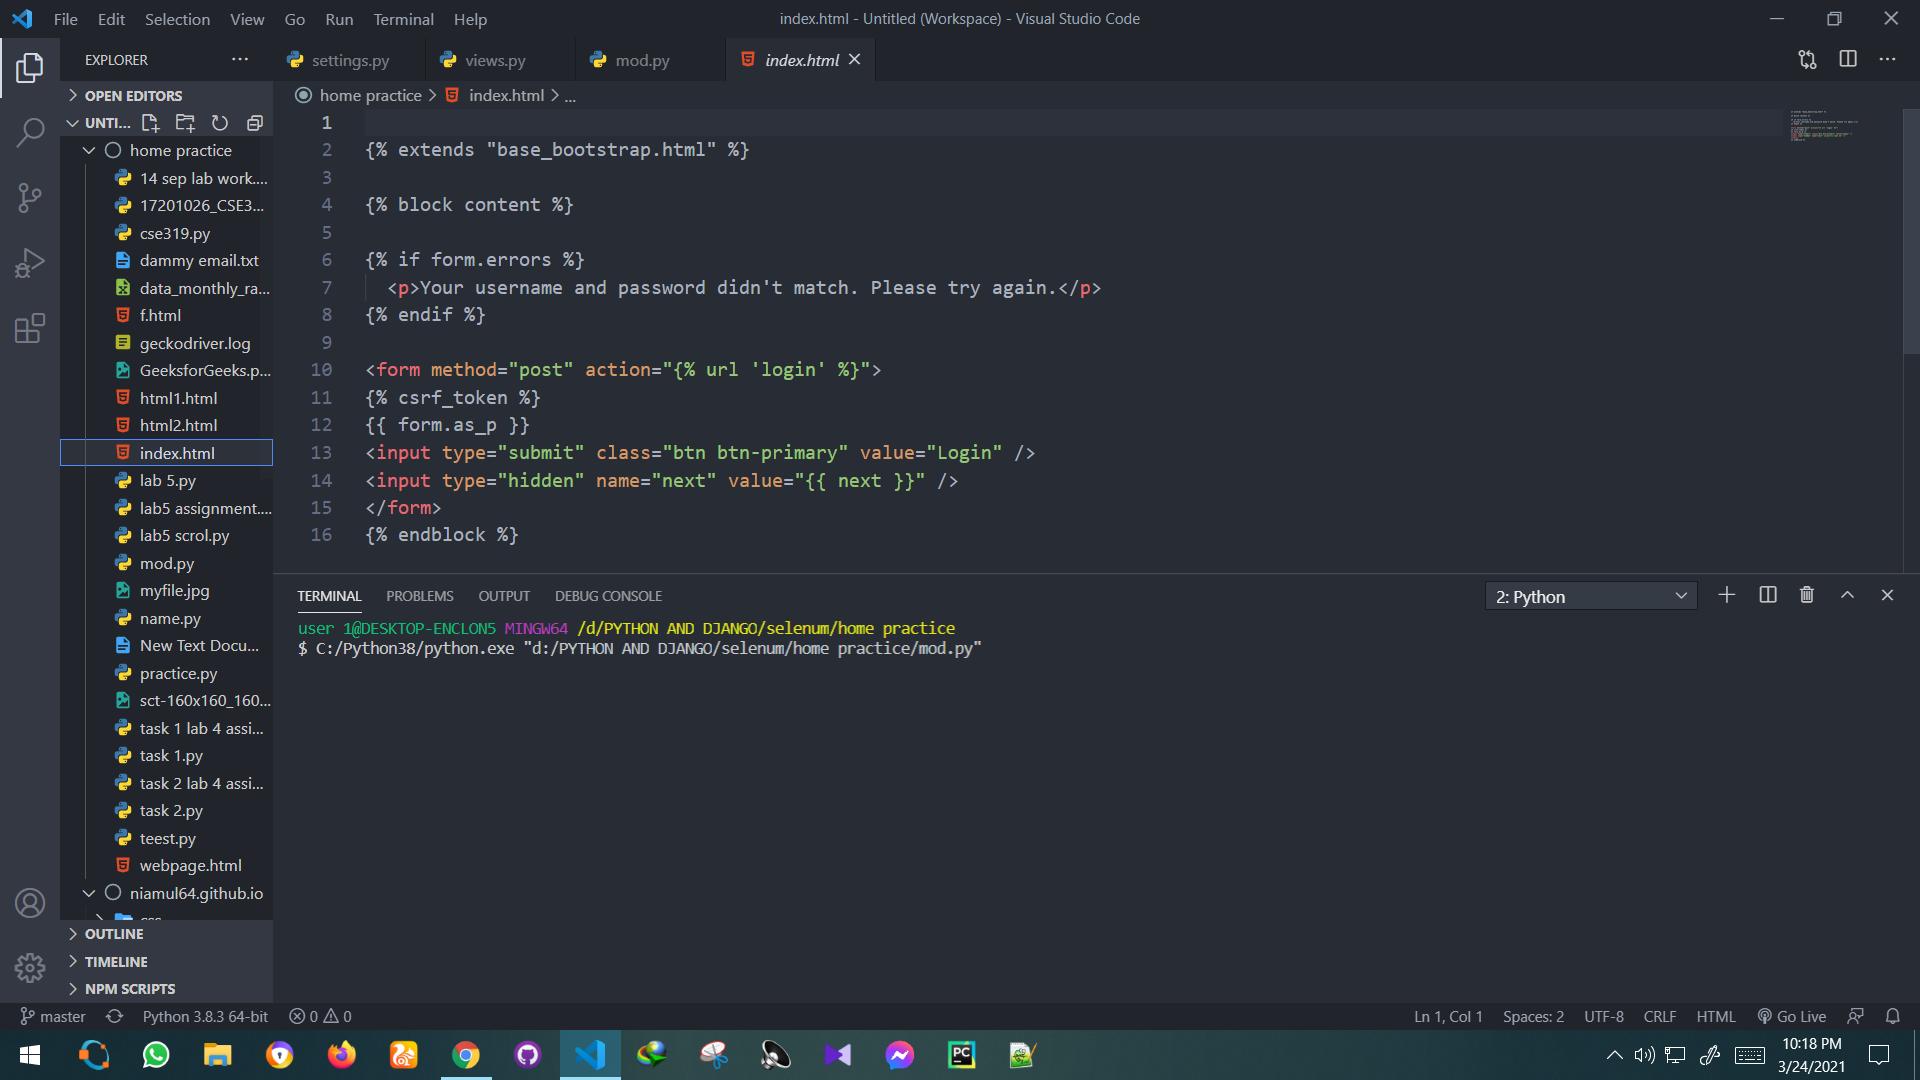 File Edit Selection View Go Run Terminal Help
index.html - Untitled (Workspace) - Visual Studio Code
EXPLORER
settings.py
views.py
mod.py
index.html
OPEN EDITORS
home practice > index.html > ...
UNTI...
home practice
14 sep lab work....
17201026_CSE3...
cse319.py
dammy email.txt
data_monthly_ra...
f.html
geckodriver.log
GeeksforGeeks.p...
html1.html
html2.html
index.html
lab 5.py
lab5 assignment....
lab5 scrol.py
mod.py
myfile.jpg
name.py
New Text Docu...
practice.py
sct-160x160_160...
task 1 lab 4 assi...
task 1.py
task 2 lab 4 assi...
task 2.py
teest.py
webpage.html
niamul64.github.io
css
OUTLINE
TIMELINE
NPM SCRIPTS
1
2 {% extends "base_bootstrap.html" %}
3
4 {% block content %}
5
6 {% if form.errors %}
7 <p>Your username and password didn't match. Please try again.</p>
8 {% endif %}
9
10 <form method="post" action="{% url 'login' %}">
11 {% csrf_token %}
12 {{ form.as_p }}
13 <input type="submit" class="btn btn-primary" value="Login" />
14 <input type="hidden" name="next" value="{{ next }}" />
15 </form>
16 {% endblock %}
TERMINAL PROBLEMS OUTPUT DEBUG CONSOLE
2: Python
user 1@DESKTOP-ENCLON5 MINGW64 /d/PYTHON AND DJANGO/selenum/home practice
$ C:/Python38/python.exe "d:/PYTHON AND DJANGO/selenum/home practice/mod.py"
master Python 3.8.3 64-bit 0 0
Ln 1, Col 1 Spaces: 2 UTF-8 CRLF HTML Go Live
PC
10:18 PM
3/24/2021